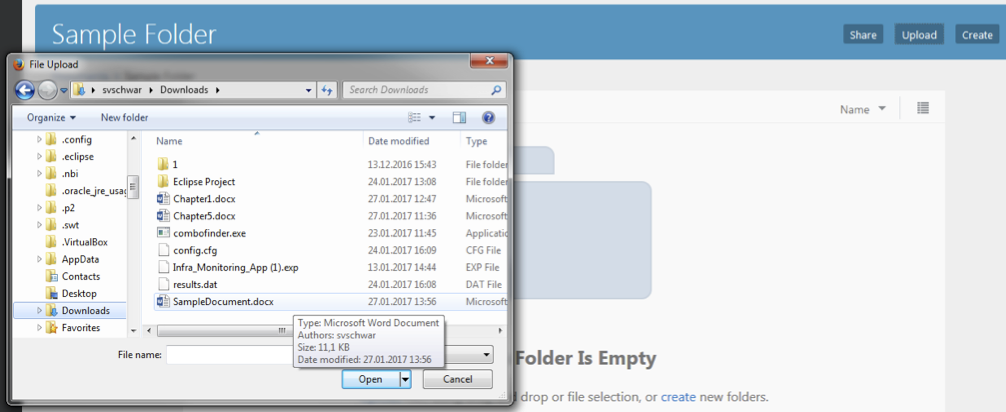 Sample Folder
Share
Upload
Create
File Upload
svschwar
Downloads
Search Downloads
Organize
New folder
Name
Name
Date modified
Type
.config
.eclipse
.nbi
.oracle_jre_usag
.p2
.swt
.VirtualBox
AppData
Contacts
Desktop
Downloads
Favorites
1 13.12.2016 15:43 File folder
Eclipse Project 24.01.2017 13:08 File folder
Chapter1.docx 27.01.2017 12:47 Microsoft
Chapter5.docx 27.01.2017 11:36 Microsoft
combofinder.exe 23.01.2017 11:45 Applicatio
config.cfg 24.01.2017 16:09 CFG File
Infra_Monitoring_App (1).exp 13.01.2017 14:44 EXP File
results.dat 24.01.2017 16:08 DAT File
SampleDocument.docx 27.01.2017 13:56 Microsoft
Type: Microsoft Word Document
Authors: svschwar
Size: 11,1 KB
Date modified: 27.01.2017 13:56
File name:
Open
Cancel
Folder Is Empty
drop or file selection, or create new folders.